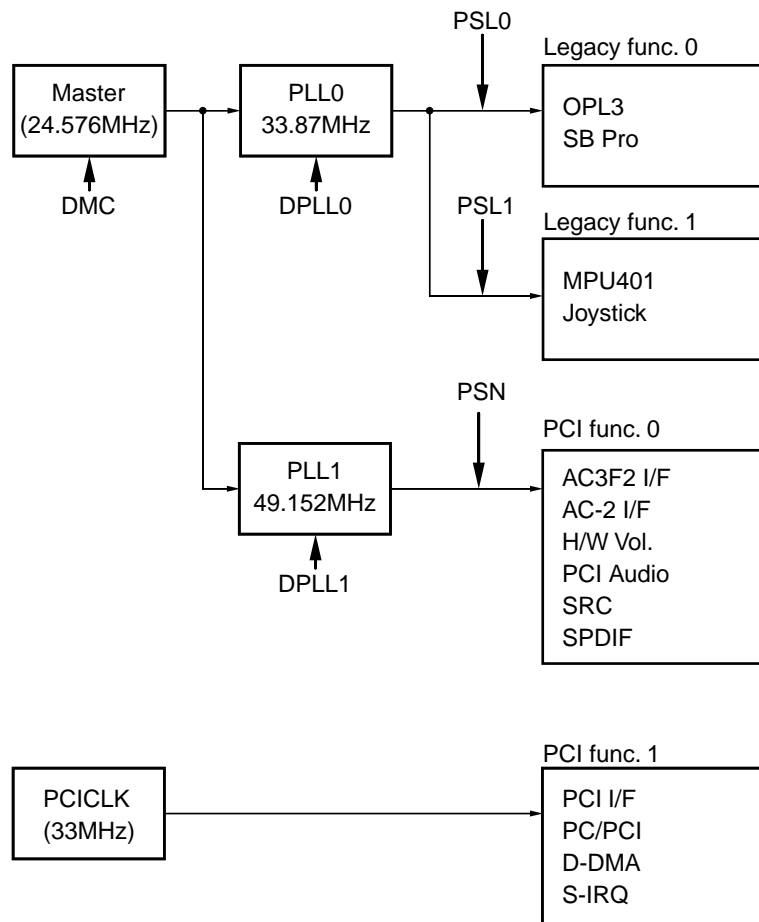 PSL0
Legacy func. 0
Master
(24.576MHz)
PLL0
33.87MHz
OPL3
SB Pro
DMC
DPLL0
PSL1
Legacy func. 1
MPU401
Joystick
PSN
PCI func. 0
PLL1
49.152MHz
AC3F2 I/F
AC-2 I/F
H/W Vol.
PCI Audio
SRC
SPDIF
DPLL1
PCI func. 1
PCICLK
(33MHz)
PCI I/F
PC/PCI
D-DMA
S-IRQ